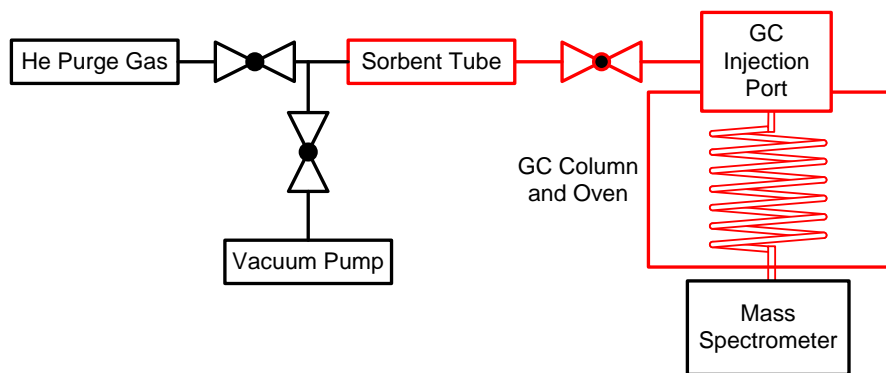 He Purge Gas
Sorbent Tube
GC
Injection
Port
GC Column
and Oven
Vacuum Pump
Mass
Spectrometer